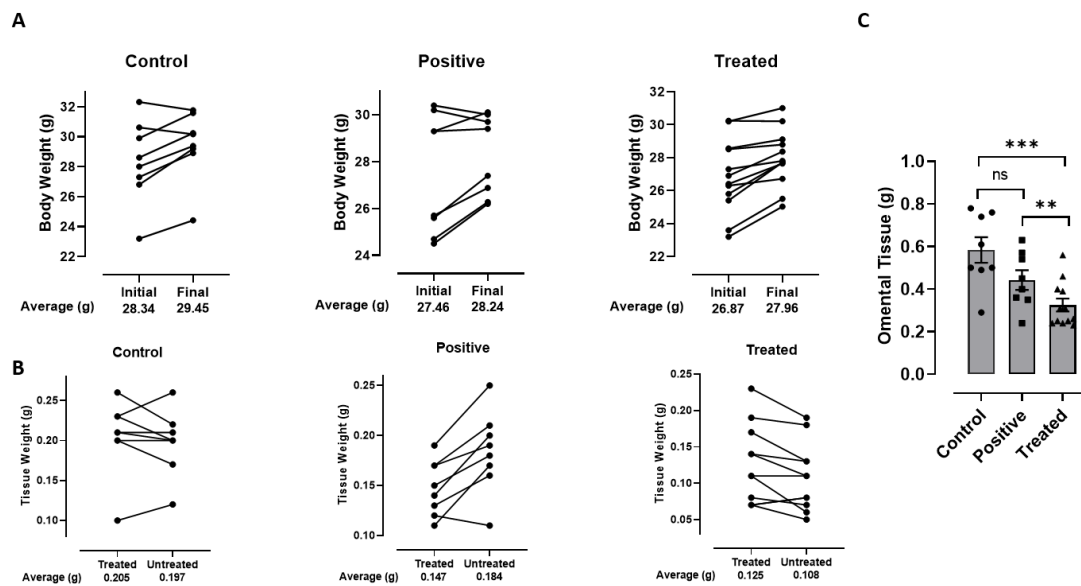 A
Control
Body Weight (g)
32
30
28
26
24
22
Initial Final
Average (g) 28.34 29.45
Positive
Body Weight (g)
30
28
26
24
Initial Final
27.46 28.24
Treated
Body Weight (g)
32
30
28
26
24
22
Initial Final
Average (g) 26.87 27.96
B
Control
Tissue Weight (g)
0.25
0.20
0.15
0.10
Treated Untreated
Average (g) 0.205 0.197
Positive
Tissue Weight (g)
0.25
0.20
0.15
0.10
Treated Untreated
Average (g) 0.147 0.184
Treated
Tissue Weight (g)
0.25
0.20
0.15
0.10
0.05
Treated Untreated
Average (g) 0.125 0.108
C
***
ns
**
Omental Tissue (g)
1.0
0.8
0.6
0.4
0.2
0.0
Control
Positive
Treated